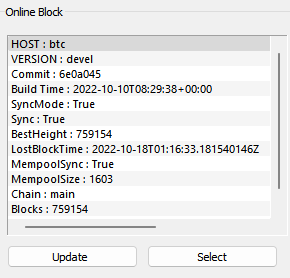 Online Block
HOST : btc
VERSION : devel
Commit : 6e0a045
Build Time : 2022-10-10T08:29:38+00:00
SyncMode : True
Sync : True
BestHeight : 759154
LostBlockTime : 2022-10-18T01:16:33.181540146Z
MempoolSync : True
MempoolSize : 1603
Chain : main
Blocks : 759154
Update
Select